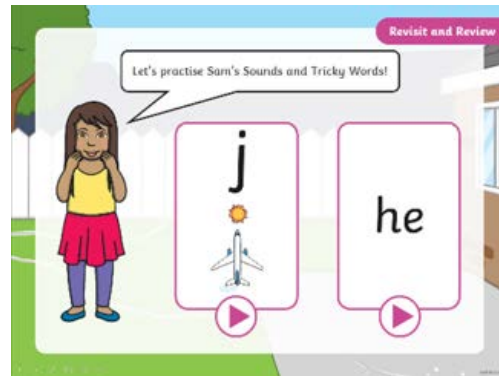 Revisit and Review
Let's practise Sam's Sounds and Tricky Words!
j
he